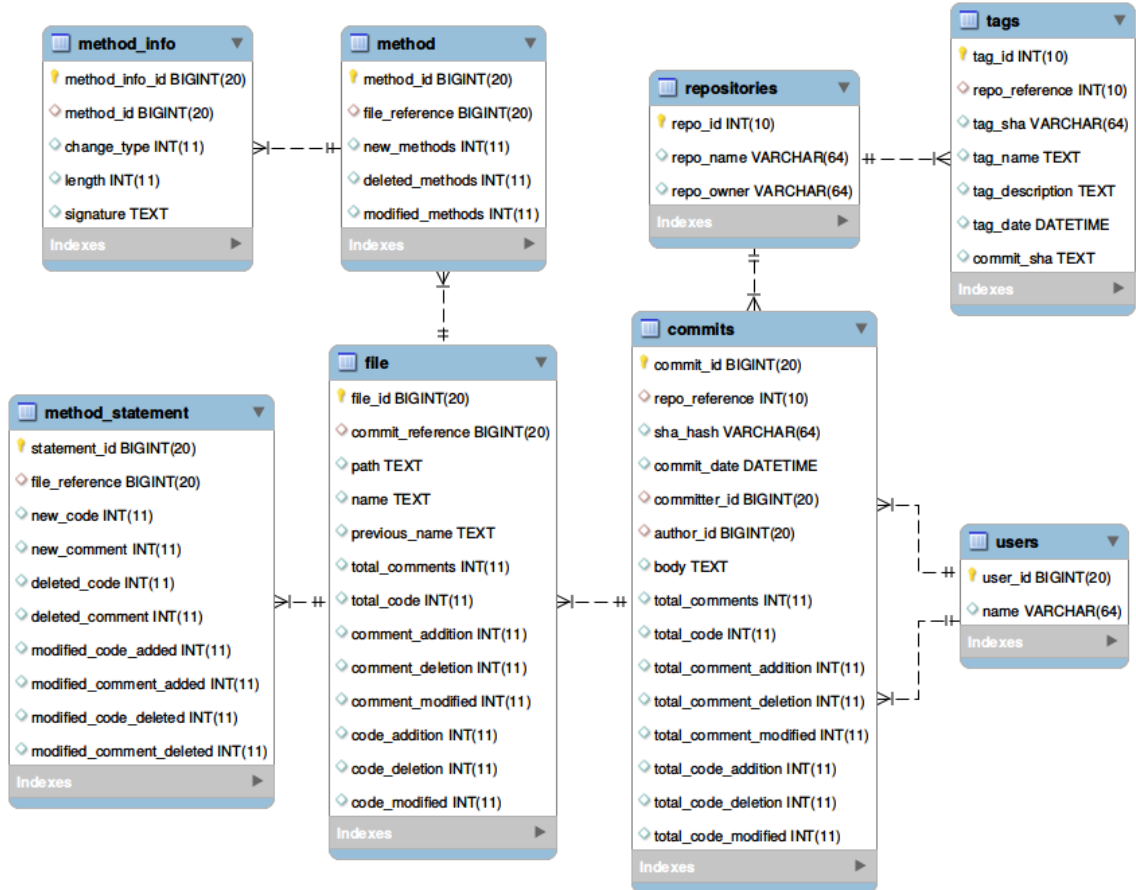 method_info
method_info_id BIGINT(20)
method_id BIGINT(20)
change_type INT(11)
length INT(11)
signature TEXT
Indexes
method
method_id BIGINT(20)
file_reference BIGINT(20)
new_methods INT(11)
deleted_methods INT(11)
modified_methods INT(11)
Indexes
repositories
repo_id INT(10)
repo_name VARCHAR(64)
repo_owner VARCHAR(64)
Indexes
tags
tag_id INT(10)
repo_reference INT(10)
tag_sha VARCHAR(64)
tag_name TEXT
tag_description TEXT
tag_date DATETIME
commit_sha TEXT
Indexes
method_statement
statement_id BIGINT(20)
file_reference BIGINT(20)
new_code INT(11)
new_comment INT(11)
deleted_code INT(11)
deleted_comment INT(11)
modified_code_added INT(11)
modified_comment_added INT(11)
modified_code_deleted INT(11)
modified_comment_deleted INT(11)
Indexes
file
file_id BIGINT(20)
commit_reference BIGINT(20)
path TEXT
name TEXT
previous_name TEXT
total_comments INT(11)
total_code INT(11)
comment_addition INT(11)
comment_deletion INT(11)
comment_modified INT(11)
code_addition INT(11)
code_deletion INT(11)
code_modified INT(11)
Indexes
commits
commit_id BIGINT(20)
repo_reference INT(10)
sha_hash VARCHAR(64)
commit_date DATETIME
committer_id BIGINT(20)
author_id BIGINT(20)
body TEXT
total_comments INT(11)
total_code INT(11)
total_comment_addition INT(11)
total_comment_deletion INT(11)
total_comment_modified INT(11)
total_code_addition INT(11)
total_code_deletion INT(11)
total_code_modified INT(11)
Indexes
users
user_id BIGINT(20)
name VARCHAR(64)
Indexes